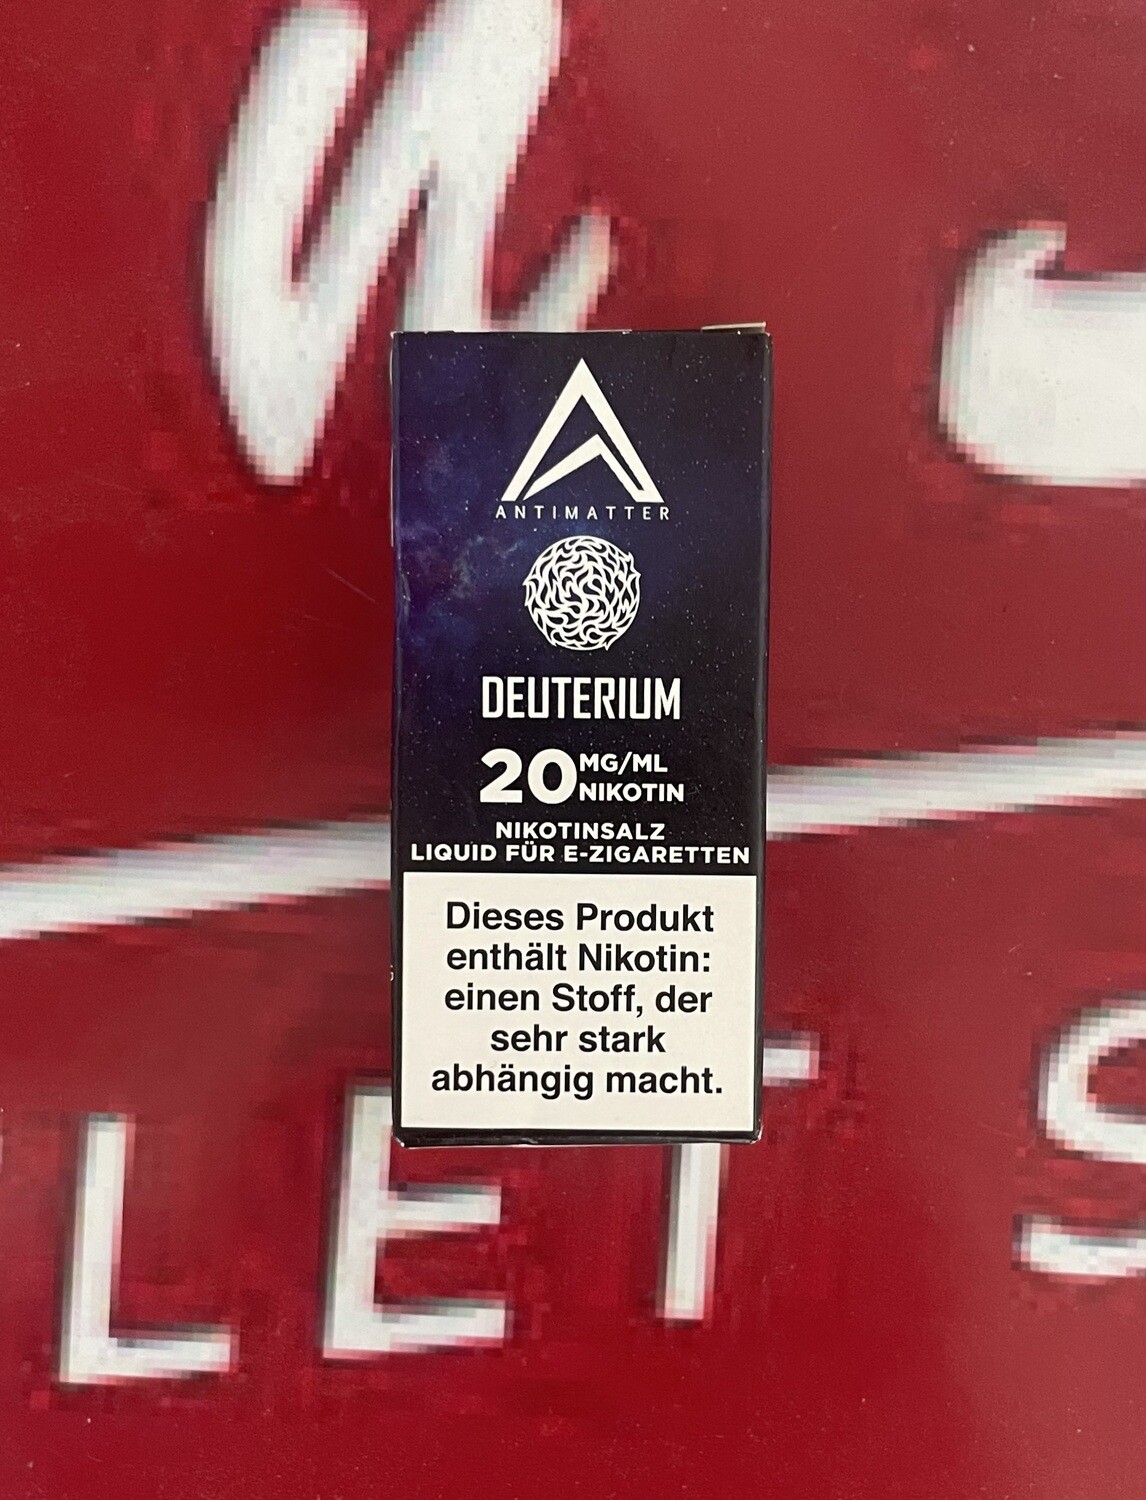 ANTIMATTER
DEUTERIUM
20 MG/ML
NIKOTIN
NIKOTINSALZ
LIQUID FÜR E-ZIGARETTEN
Dieses Produkt
enthält Nikotin:
einen Stoff, der
sehr stark
abhängig macht.